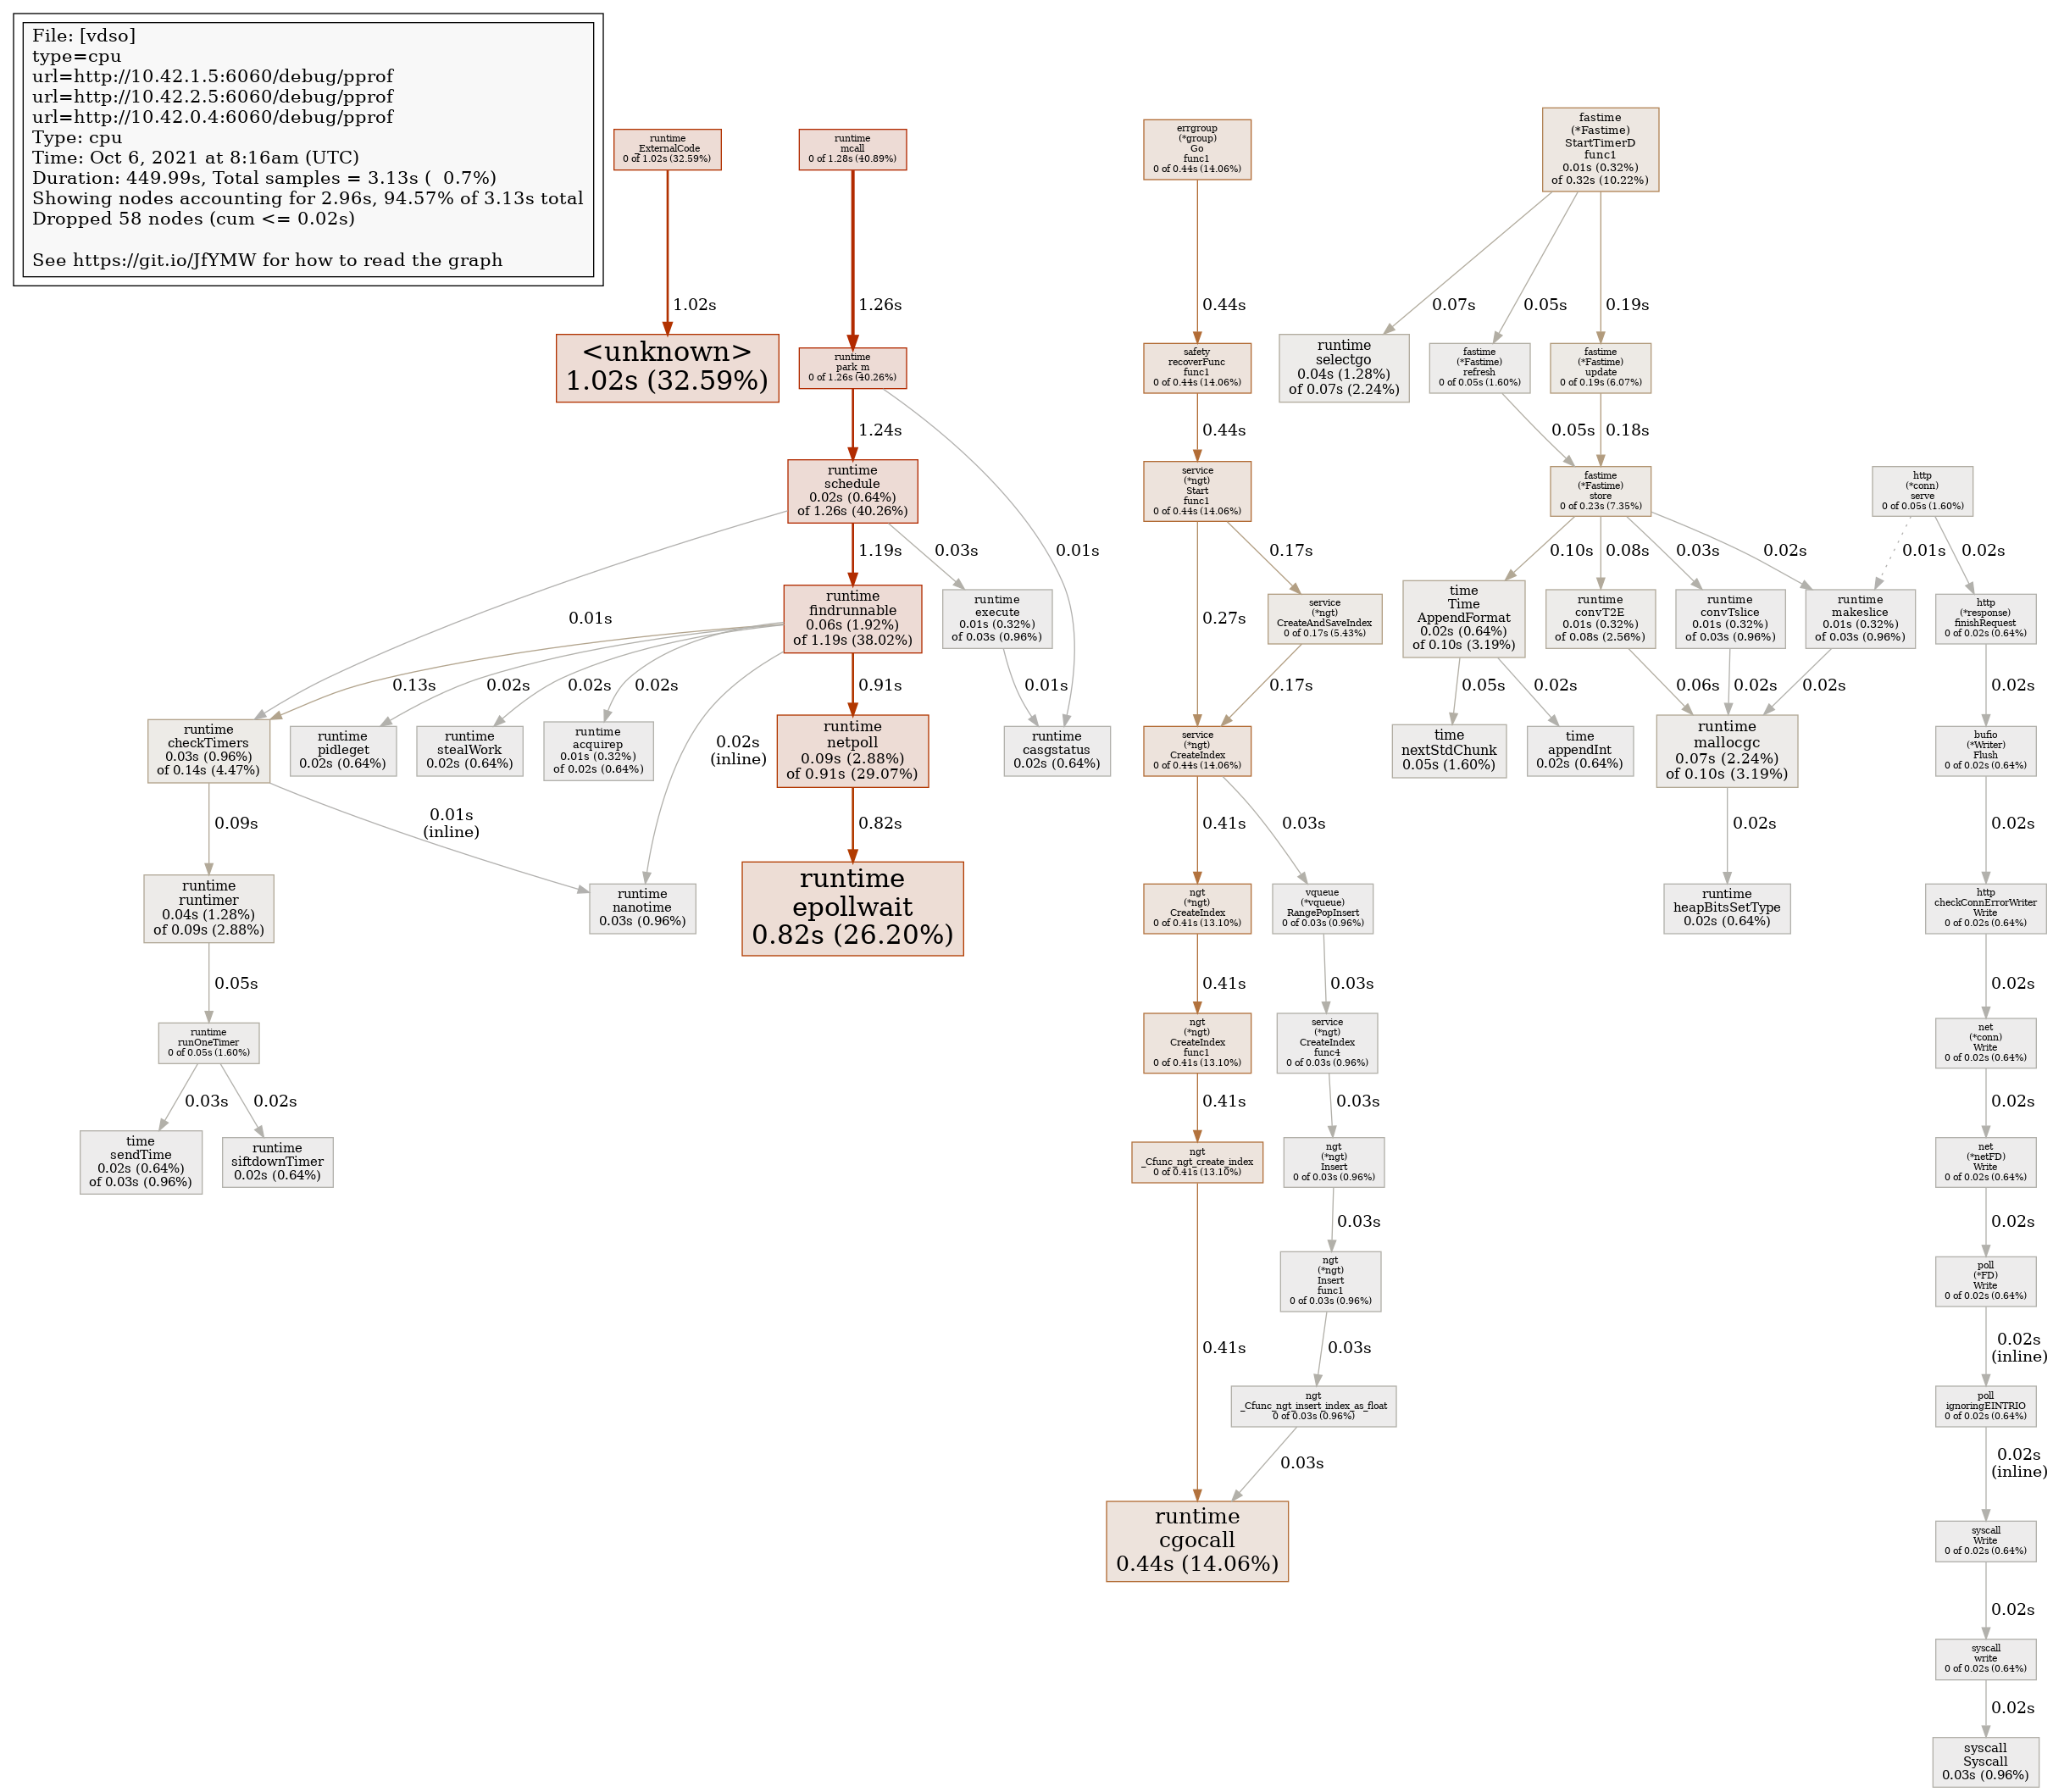 File: [vdso]
type=cpu
url=http://10.42.1.5:6060/debug/pprof
url=http://10.42.2.5:6060/debug/pprof
url=http://10.42.0.4:6060/debug/pprof
Type: cpu
Time: Oct 6, 2021 at 8:16am (UTC)
Duration: 449.99s, Total samples = 3.13s ( 0.7%)
Showing nodes accounting for 2.96s, 94.57% of 3.13s total
Dropped 58 nodes (cum <= 0.02s)
See https://git.io/JfYMW for how to read the graph
runtime
_ExternalCode
0 of 1.02s (32.59%)
runtime
mcall
0 of 1.28s (40.89%)
errgroup
(*group)
Go
func1
0 of 0.44s (14.06%)
fastime
(*Fastime)
StartTimerD
func1
0.01s (0.32%)
of 0.32s (10.22%)
1.02s
1.26s
0.44s
0.07s
0.05s
0.19s
<unknown>
1.02s (32.59%)
runtime
park_m
0 of 1.26s (40.26%)
safety
recoverFunc
func1
0 of 0.44s (14.06%)
runtime
selectgo
0.04s (1.28%)
of 0.07s (2.24%)
fastime
(*Fastime)
refresh
0 of 0.05s (1.60%)
fastime
(*Fastime)
update
0 of 0.19s (6.07%)
1.24s
0.44s
0.05s
0.18s
runtime
schedule
0.02s (0.64%)
of 1.26s (40.26%)
service
(*ngt)
Start
func1
0 of 0.44s (14.06%)
fastime
(*Fastime)
store
0 of 0.23s (7.35%)
http
(*conn)
serve
0 of 0.05s (1.60%)
1.19s
0.03s
0.01s
0.17s
0.10s
0.08s
0.03s
0.02s
0.01s
0.02s
0.01s
runtime
findrunnable
0.06s (1.92%)
of 1.19s (38.02%)
runtime
execute
0.01s (0.32%)
of 0.03s (0.96%)
0.27s
service
(*ngt)
CreateAndSaveIndex
0 of 0.17s (5.43%)
time
Time
AppendFormat
0.02s (0.64%)
of 0.10s (3.19%)
runtime
convT2E
0.01s (0.32%)
of 0.08s (2.56%)
runtime
convTslice
0.01s (0.32%)
of 0.03s (0.96%)
runtime
makeslice
0.01s (0.32%)
of 0.03s (0.96%)
http
(*response)
finishRequest
0 of 0.02s (0.64%)
0.13s
0.02s
0.02s
0.02s
0.02s
(inline)
0.91s
0.01s
0.17s
0.05s
0.02s
0.06s
0.02s
0.02s
0.02s
runtime
checkTimers
0.03s (0.96%)
of 0.14s (4.47%)
runtime
pidleget
0.02s (0.64%)
runtime
stealWork
0.02s (0.64%)
runtime
acquirep
0.01s (0.32%)
of 0.02s (0.64%)
runtime
netpoll
0.09s (2.88%)
of 0.91s (29.07%)
runtime
casgstatus
0.02s (0.64%)
service
(*ngt)
CreateIndex
0 of 0.44s (14.06%)
time
nextStdChunk
0.05s (1.60%)
time
appendInt
0.02s (0.64%)
runtime
mallocgc
0.07s (2.24%)
of 0.10s (3.19%)
bufio
(*Writer)
Flush
0 of 0.02s (0.64%)
0.09s
0.01s
(inline)
0.82s
0.41s
0.03s
0.02s
0.02s
runtime
runtimer
0.04s (1.28%)
of 0.09s (2.88%)
runtime
nanotime
0.03s (0.96%)
runtime
epollwait
0.82s (26.20%)
ngt
(*ngt)
CreateIndex
0 of 0.41s (13.10%)
vqueue
(*vqueue)
RangePopInsert
0 of 0.03s (0.96%)
runtime
heapBitsSetType
0.02s (0.64%)
http
checkConnErrorWriter
Write
0 of 0.02s (0.64%)
0.05s
0.41s
0.03s
0.02s
runtime
runOneTimer
0 of 0.05s (1.60%)
ngt
(*ngt)
CreateIndex
func1
0 of 0.41s (13.10%)
service
(*ngt)
CreateIndex
func4
0 of 0.03s (0.96%)
net
(*conn)
Write
0 of 0.02s (0.64%)
0.03s
0.02s
0.41s
0.03s
0.02s
time
sendTime
0.02s (0.64%)
of 0.03s (0.96%)
runtime
siftdownTimer
0.02s (0.64%)
ngt
_Cfunc_ngt_create_index
0 of 0.41s (13.10%)
ngt
(*ngt)
Insert
0 of 0.03s (0.96%)
net
(*netFD)
Write
0 of 0.02s (0.64%)
0.03s
0.02s
ngt
(*ngt)
Insert
func1
0 of 0.03s (0.96%)
poll
(*FD)
Write
0 of 0.02s (0.64%)
0.41s
0.03s
0.02s
(inline)
ngt
_Cfunc_ngt_insert_index_as_float
0 of 0.03s (0.96%)
poll
ignoringEINTRIO
0 of 0.02s (0.64%)
0.03s
0.02s
(inline)
runtime
cgocall
0.44s (14.06%)
syscall
Write
0 of 0.02s (0.64%)
0.02s
syscall
write
0 of 0.02s (0.64%)
0.02s
syscall
Syscall
0.03s (0.96%)